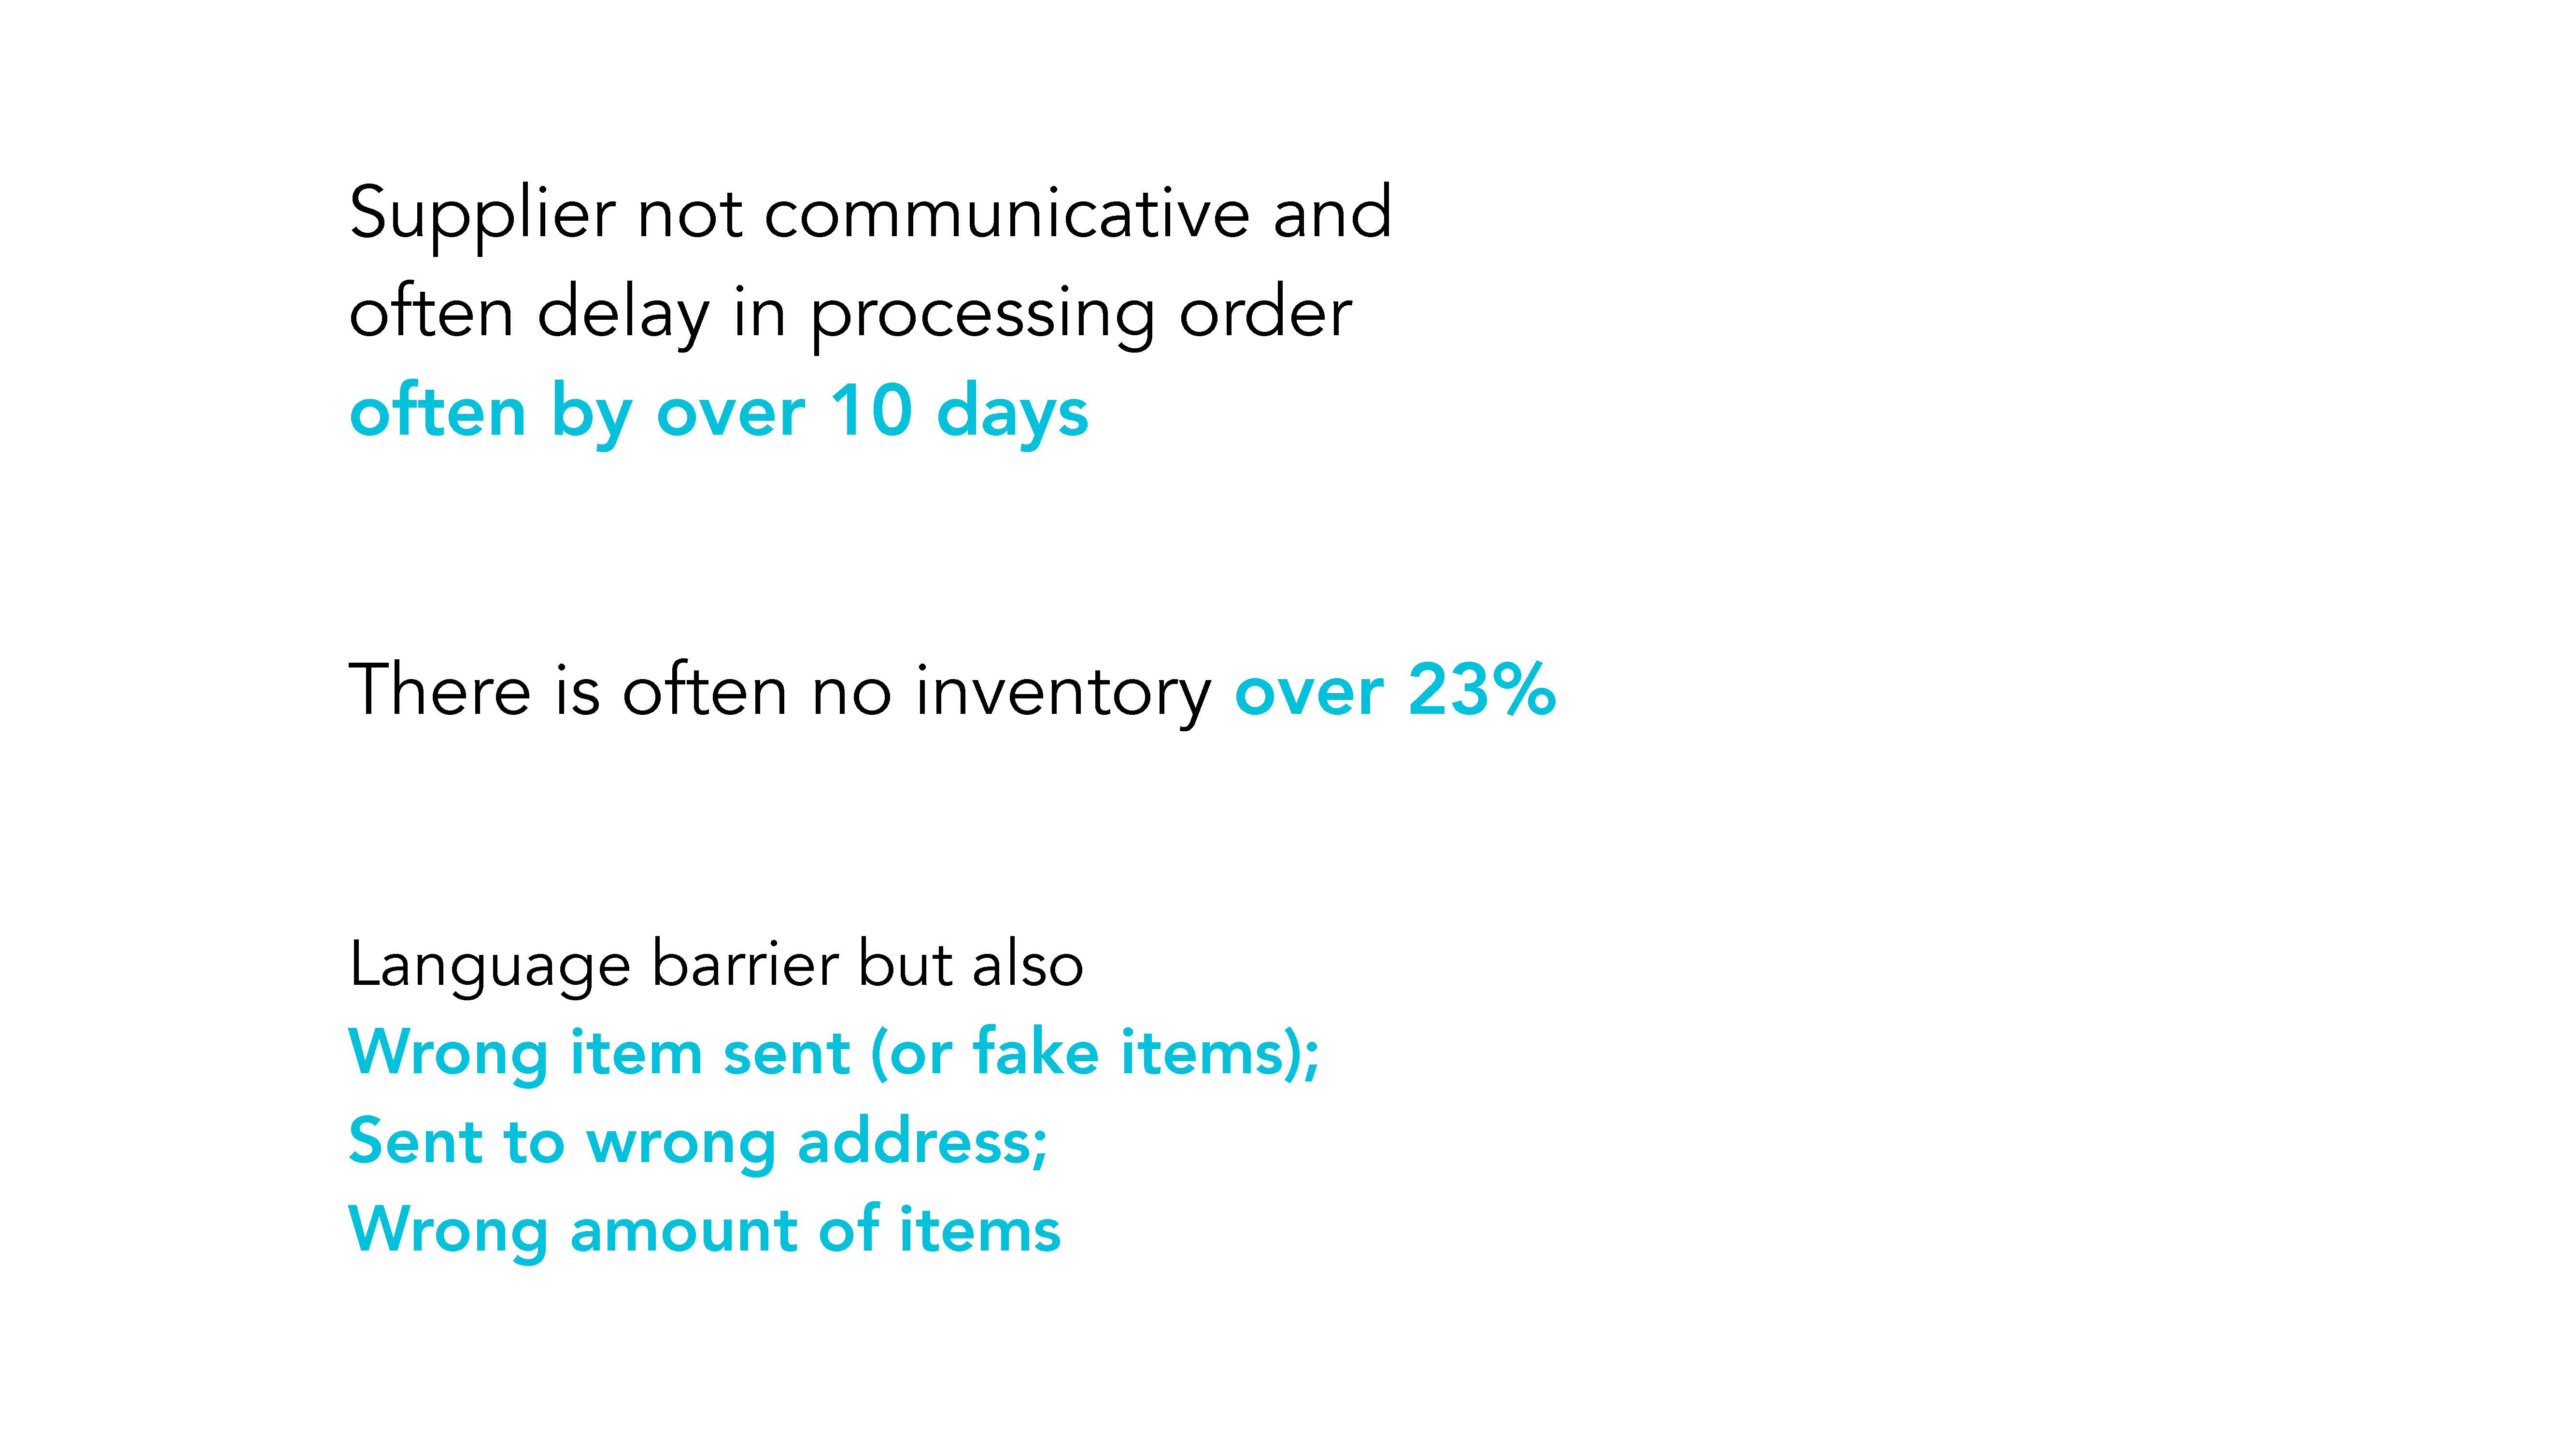 Supplier not communicative and
often delay in processing order
often by over 10 days
There is often no inventory over 23%
Language barrier but also
Wrong item sent (or fake items);
Sent to wrong address;
Wrong amount of items